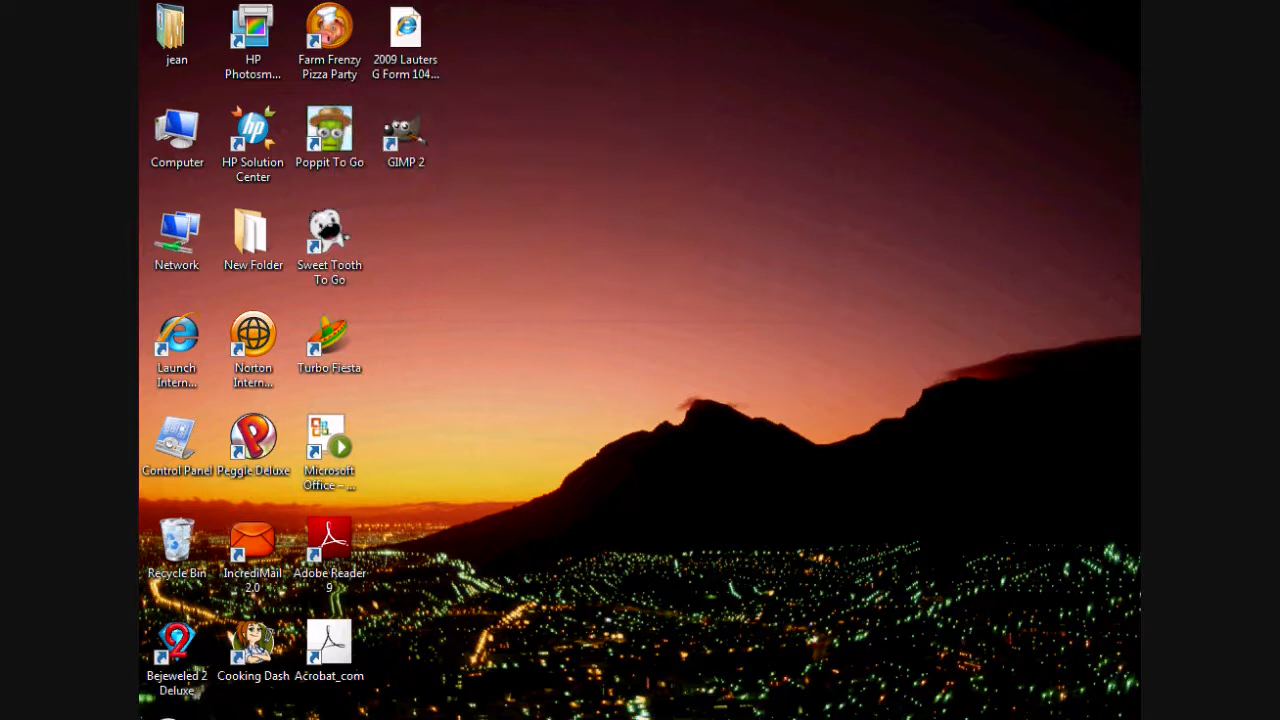 jean
HP
Photosm...
Farm Frenzy
Pizza Party
2009 Lauters
G Form 104...
Computer
HP Solution
Center
Poppit To Go
GIMP 2
Network
New Folder
Sweet Tooth
To Go
Launch
Intern...
Norton
Intern...
Turbo Fiesta
Control Panel
Peggle Deluxe
Microsoft
Office – ...
Recycle Bin
IncrediMail
2.0
Adobe Reader
9
Bejeweled 2
Deluxe
Cooking Dash
Acrobat_com